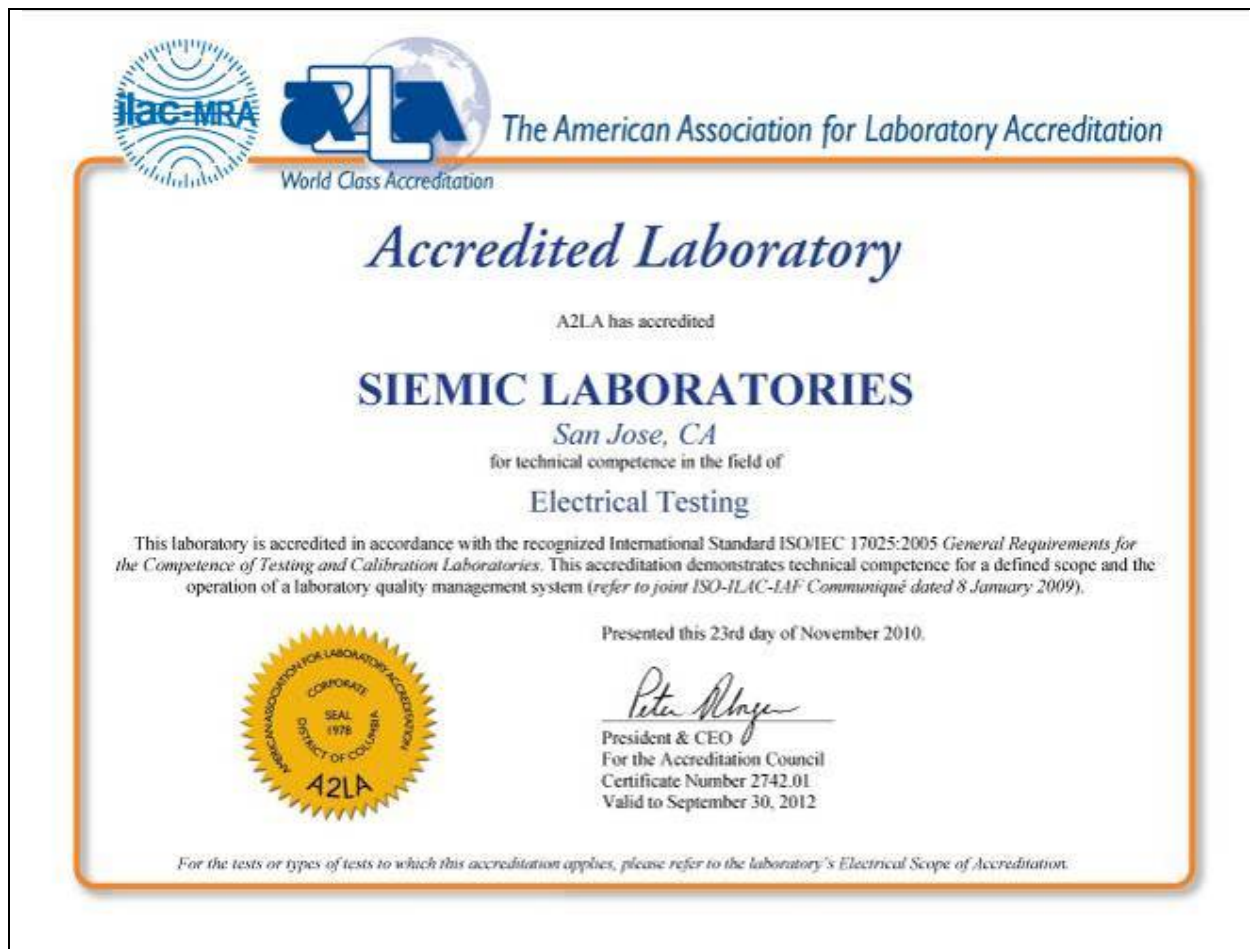 ilac-MRA
a2la
The American Association for Laboratory Accreditation
World Class Accreditation
Accredited Laboratory
A2LA has accredited
SIEMIC LABORATORIES
San Jose, CA
for technical competence in the field of
Electrical Testing
This laboratory is accredited in accordance with the recognized International Standard ISO/IEC 17025:2005 General Requirements for
the Competence of Testing and Calibration Laboratories. This accreditation demonstrates technical competence for a defined scope and the
operation of a laboratory quality management system (refer to joint ISO-ILAC-IAF Communiqué dated 8 January 2009).
Presented this 23rd day of November 2010.
AMERICAN ASSOCIATION FOR LABORATORY ACCREDITATION
CORPORATE
SEAL
1978
DISTRICT OF COLUMBIA
A2LA
Peter
President & CEO
For the Accreditation Council
Certificate Number 2742.01
Valid to September 30, 2012
For the tests or types of tests to which this accreditation applies, please refer to the laboratory's Electrical Scope of Accreditation.